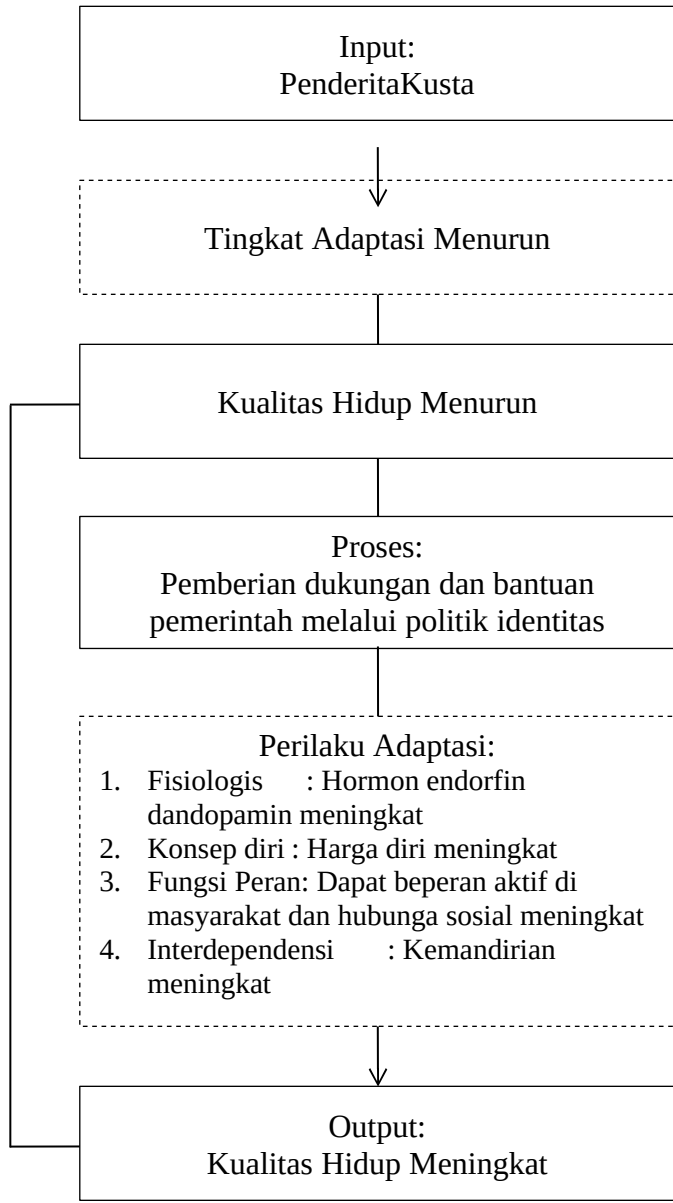 Input:
PenderitaKusta
Tingkat Adaptasi Menurun
Kualitas Hidup Menurun
Proses:
Pemberian dukungan dan bantuan
pemerintah melalui politik identitas
Perilaku Adaptasi:
1. Fisiologis : Hormon endorfin
dandopamin meningkat
2. Konsep diri : Harga diri meningkat
3. Fungsi Peran: Dapat beperan aktif di
masyarakat dan hubunga sosial meningkat
4. Interdependensi : Kemandirian
meningkat
Output:
Kualitas Hidup Meningkat